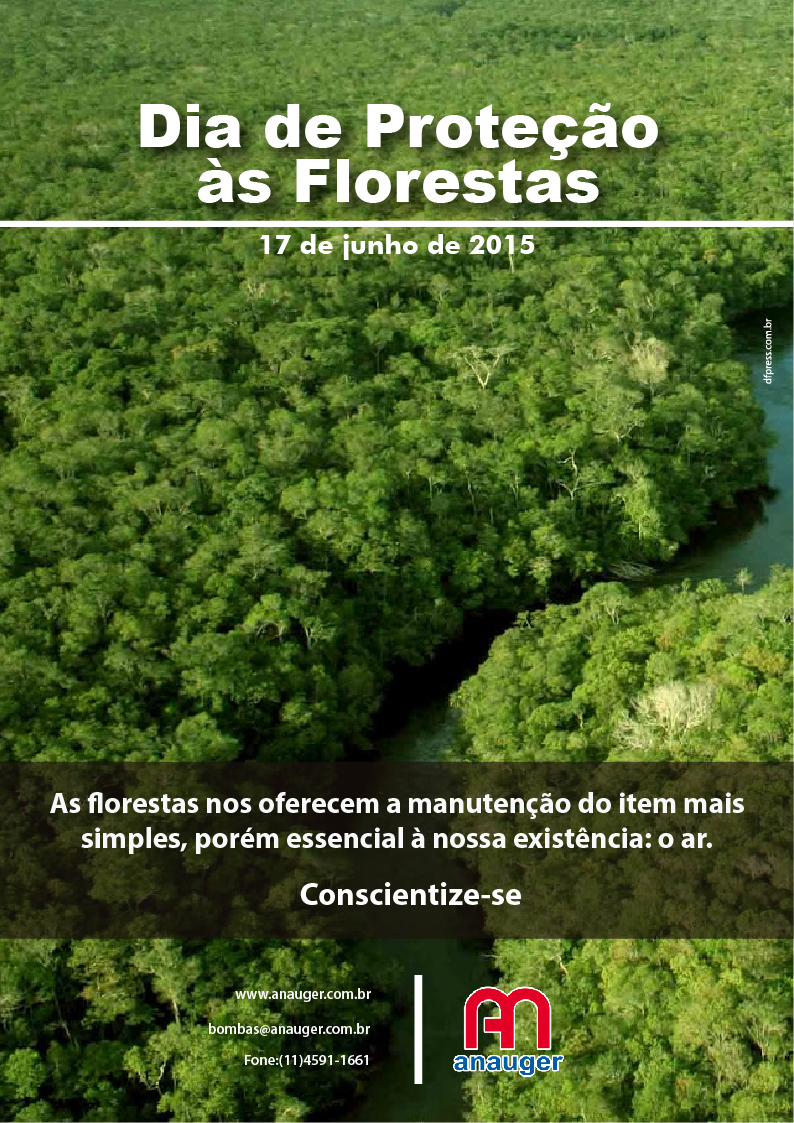 Dia de Proteção
às Florestas
17 de junho de 2015
dfpress.com.br
As florestas nos oferecem a manutenção do item mais
simples, porém essencial à nossa existência: o ar.
Conscientize-se
www.anauger.com.br
bombas@anauger.com.br
Fone:(11)4591-1661
anauger